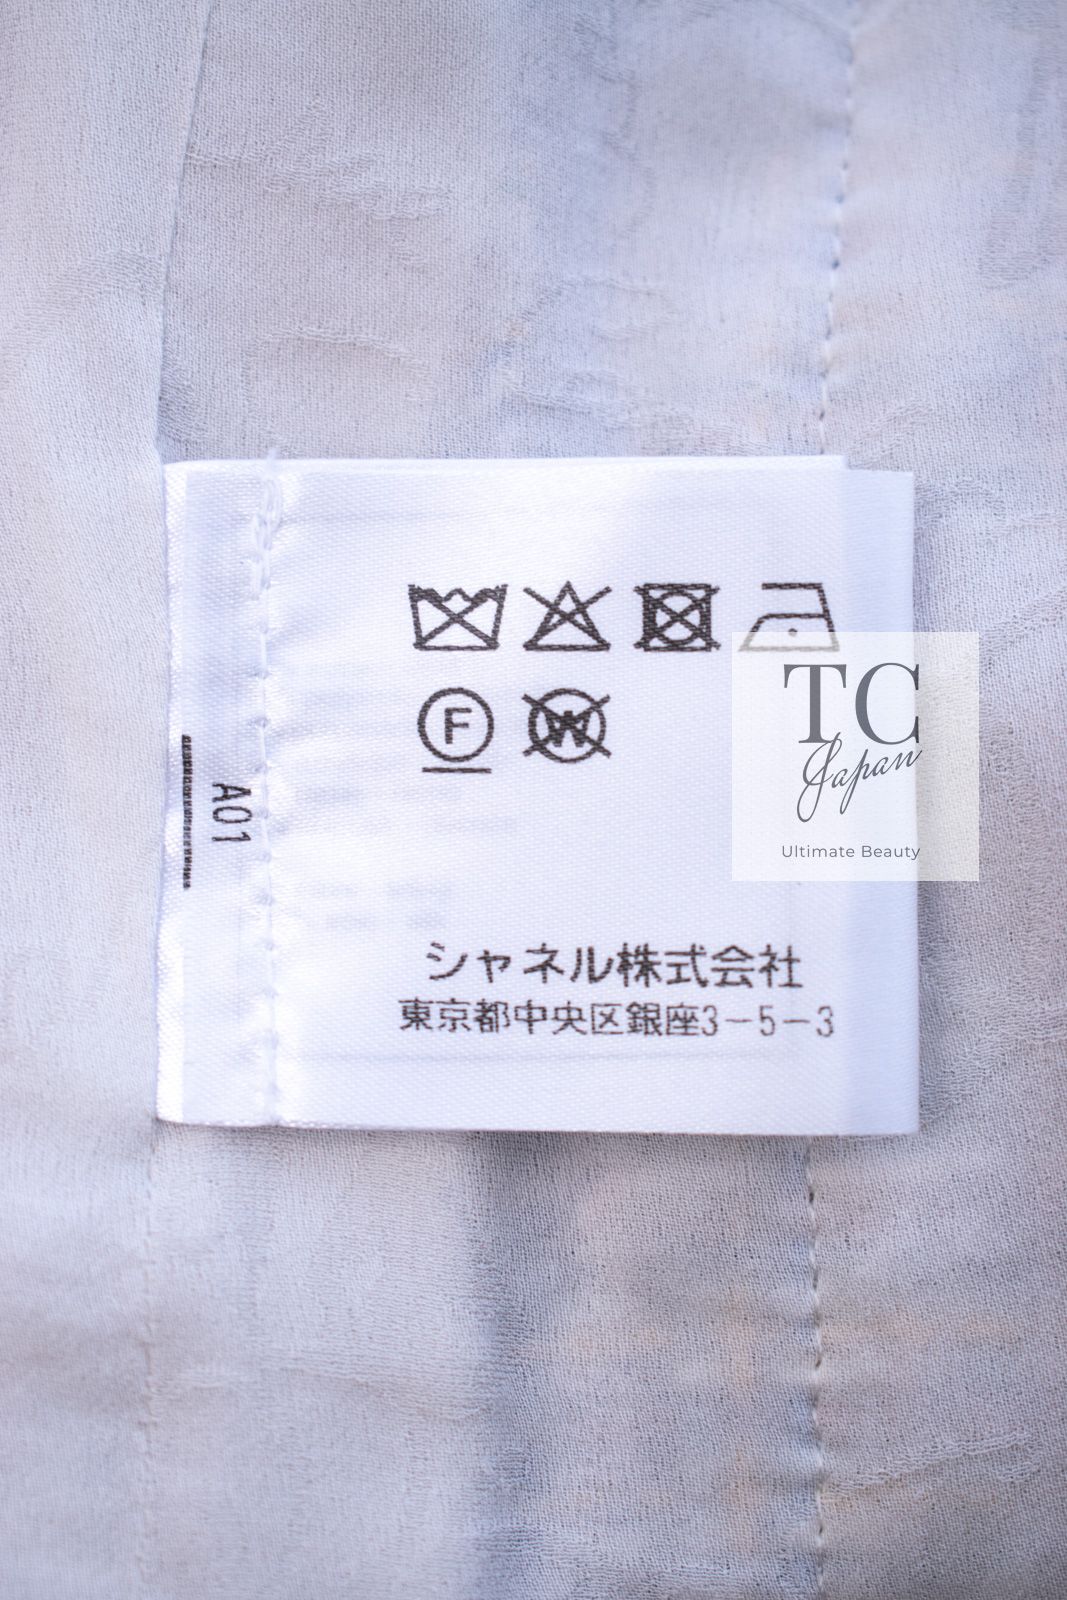 F W
A01
TC
Japan
Ultimate Beauty
シャネル株式会社
東京都中央区銀座3-5-3